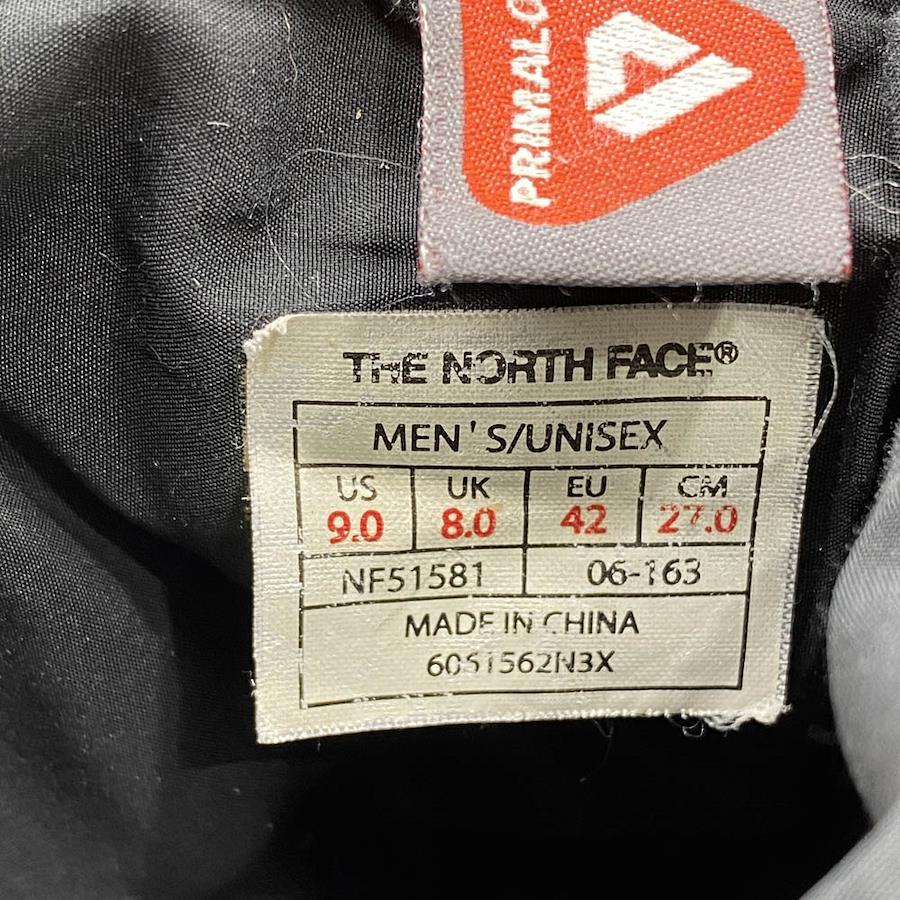 THE NORTH FACE®
MEN'S/UNISEX
US UK EU CM
9.0 8.0 42 27.0
NF51581 06-163
MADE IN CHINA